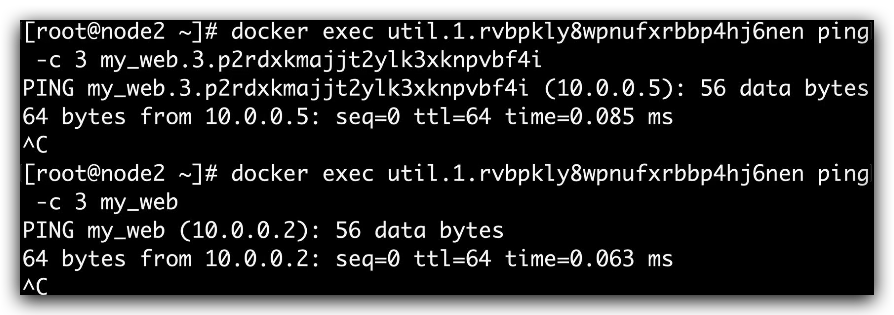 [root@node2 ~]# docker exec util.1.rvbpkly8wpnufxrbbp4hj6nen ping
-c 3 my_web.3.p2rdxkmajjt2ylk3xknpvbf4i
PING my_web.3.p2rdxkmajjt2ylk3xknpvbf4i (10.0.0.5): 56 data bytes
64 bytes from 10.0.0.5: seq=0 ttl=64 time=0.085 ms
^C
[root@node2 ~]# docker exec util.1.rvbpkly8wpnufxrbbp4hj6nen ping
-c 3 my_web
PING my_web (10.0.0.2): 56 data bytes
64 bytes from 10.0.0.2: seq=0 ttl=64 time=0.063 ms
^C